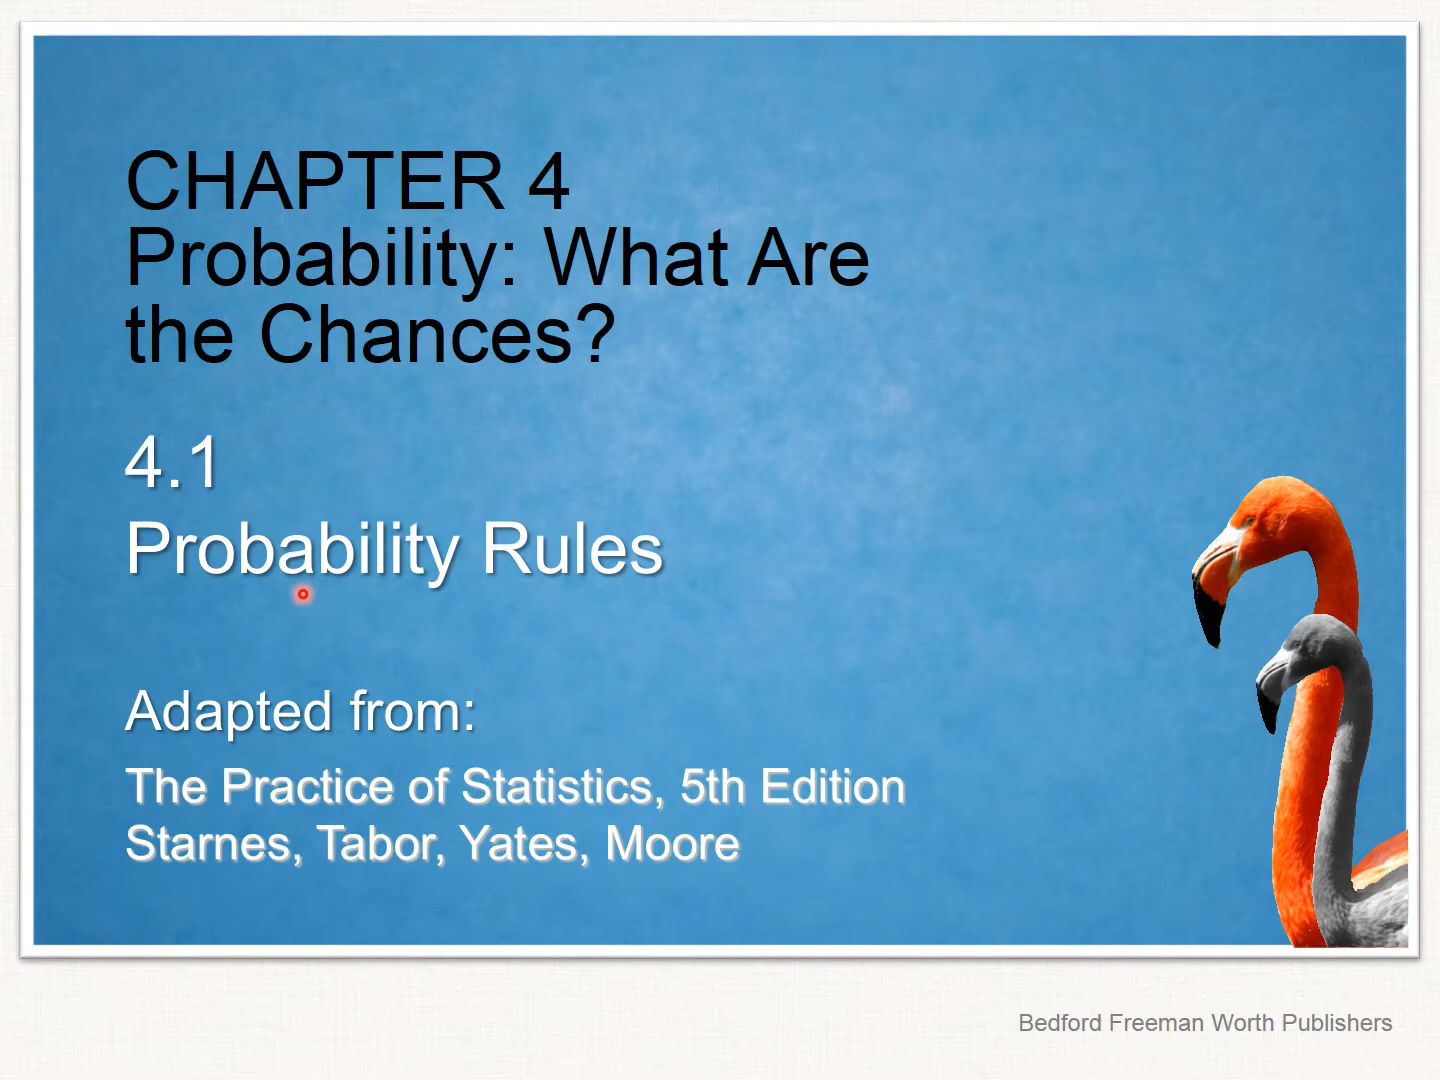 CHAPTER 4
Probability: What Are
the Chances?
4.1
Probability Rules
Adapted from:
The Practice of Statistics, 5th Edition
Starnes, Tabor, Yates, Moore
Bedford Freeman Worth Publishers